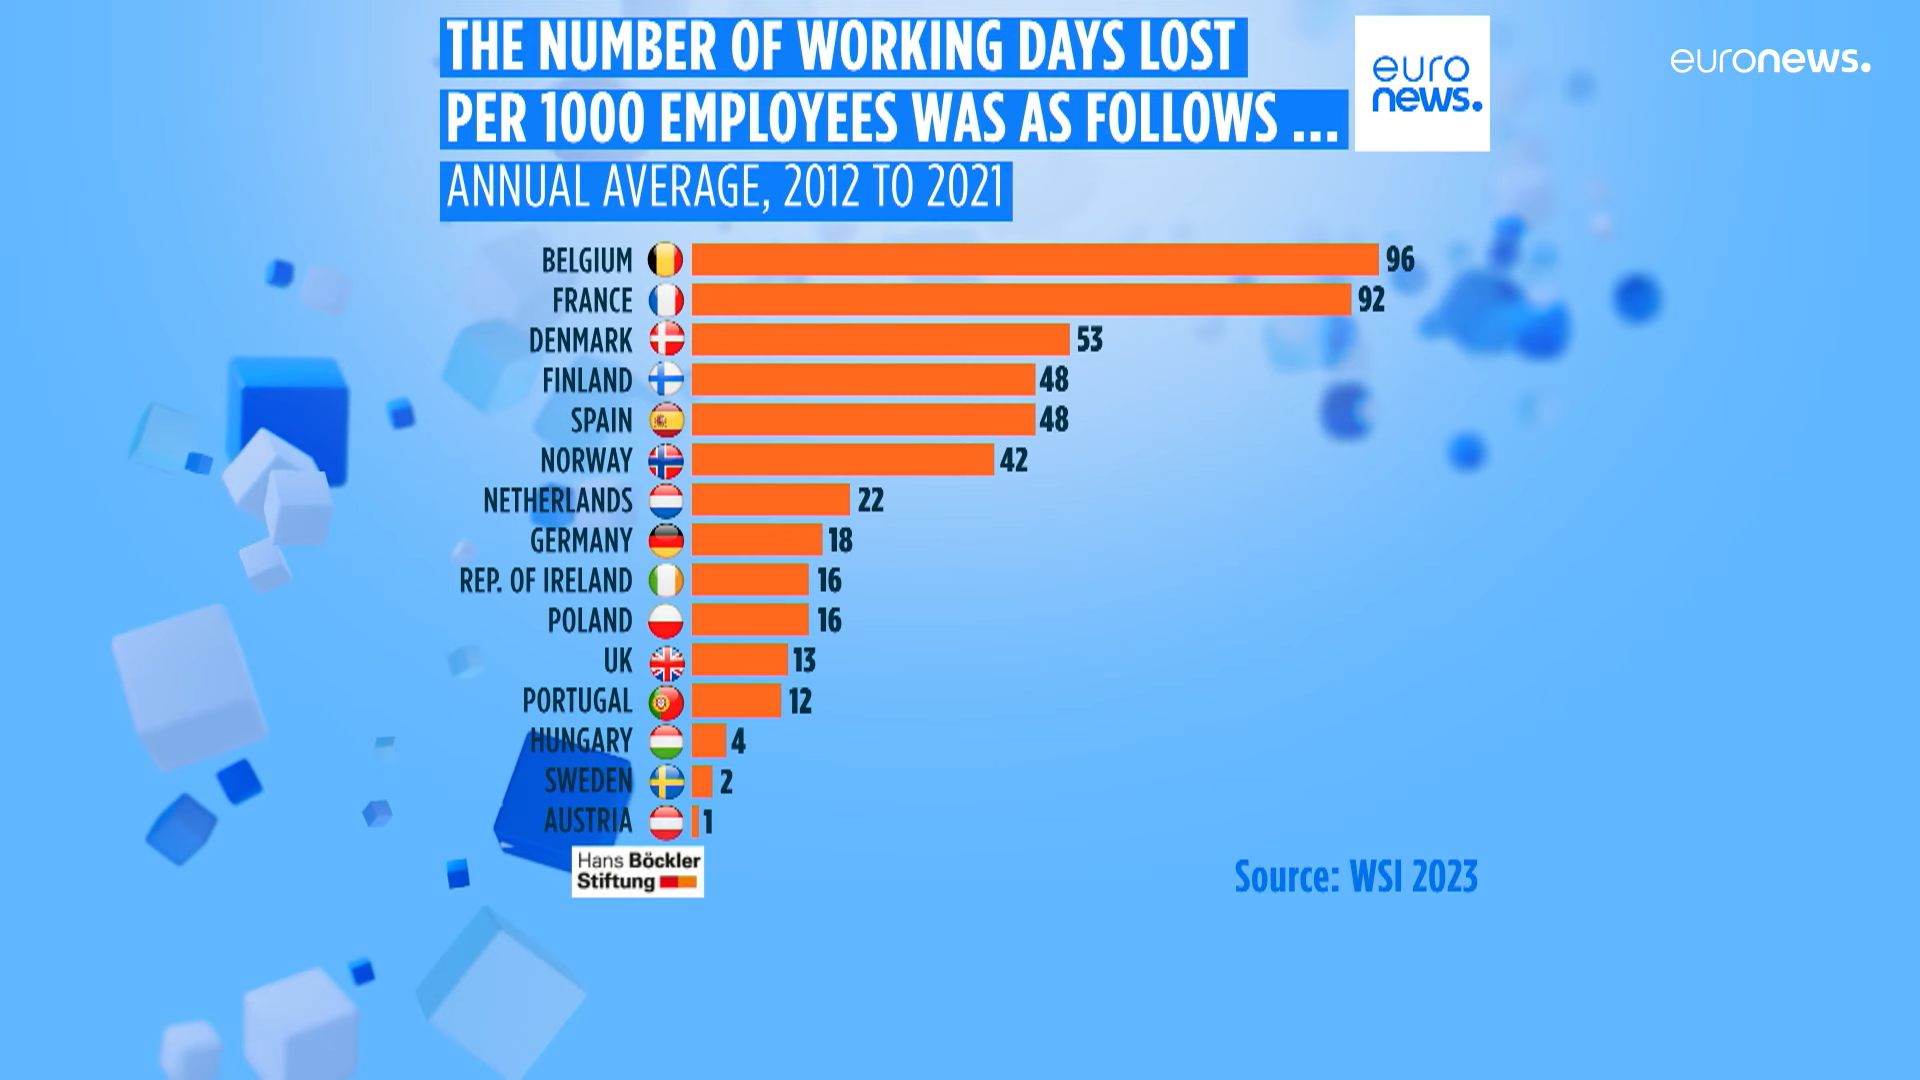 THE NUMBER OF WORKING DAYS LOST
PER 1000 EMPLOYEES WAS AS FOLLOWS ...
ANNUAL AVERAGE, 2012 TO 2021
euro
news.
euronews.
BELGIUM 96
FRANCE 92
DENMARK 53
FINLAND 48
SPAIN 48
NORWAY 42
NETHERLANDS 22
GERMANY 18
REP. OF IRELAND 16
POLAND 16
UK 13
PORTUGAL 12
HUNGARY 4
SWEDEN 2
AUSTRIA 1
Hans Böckler
Stiftung
Source: WSI 2023